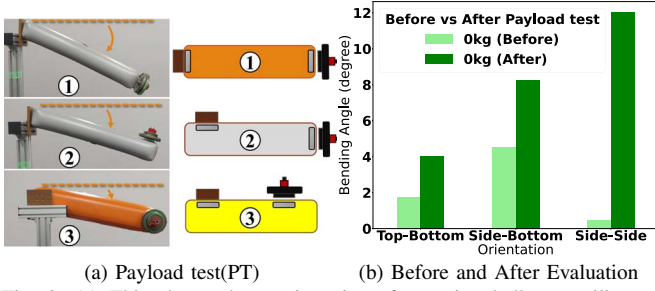 1
2
3
1
2
3
Before vs After Payload test
0kg (Before)
0kg (After)
Bending Angle (degree)
12
10
8
6
4
2
0
Top-Bottom Side-Bottom Side-Side
Orientation
(a) Payload test(PT) (b) Before and After Evaluation